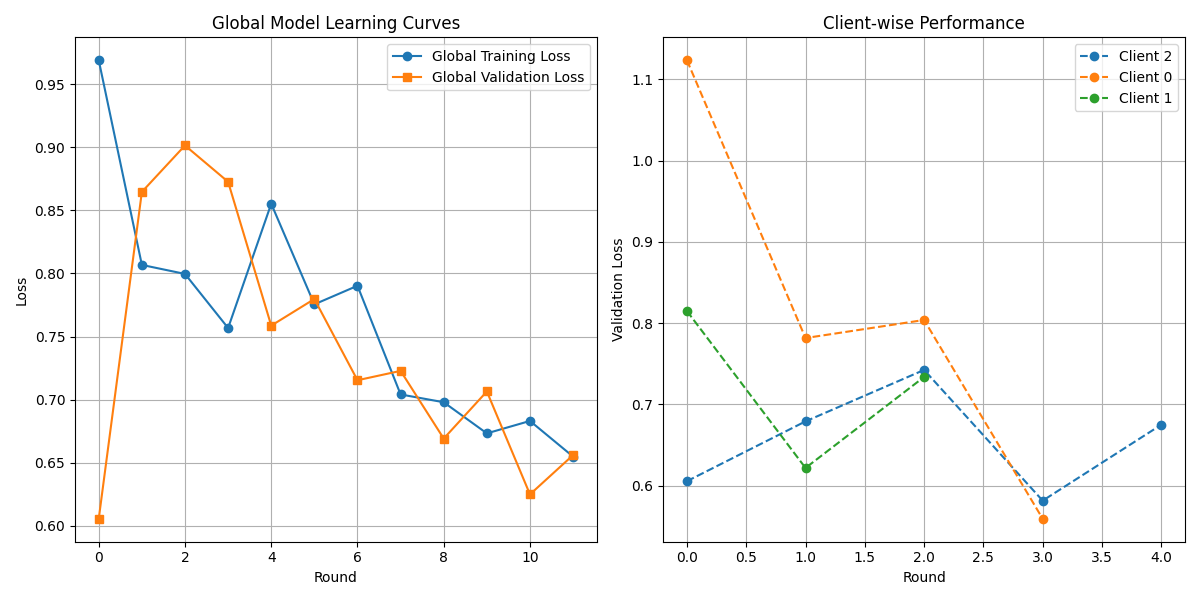 Global Model Learning Curves
Loss
0.95
0.90
0.85
0.80
0.75
0.70
0.65
0.60
Global Training Loss
Global Validation Loss
0 2 4 6 8 10
Round
Client-wise Performance
Validation Loss
1.1
1.0
0.9
0.8
0.7
0.6
Client 2
Client 0
Client 1
0.0 0.5 1.0 1.5 2.0 2.5 3.0 3.5 4.0
Round